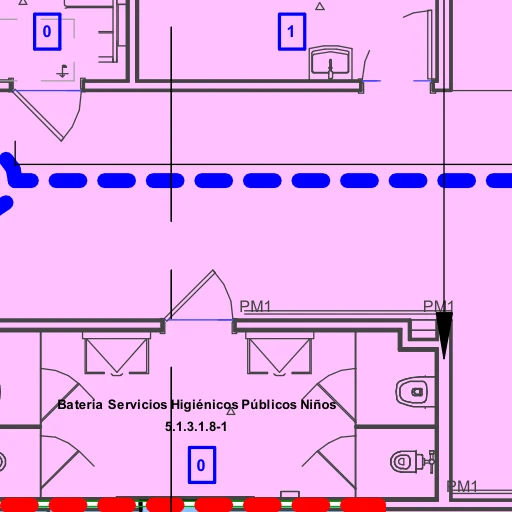 0
1
PM1
PM1
Bateria Servicios Higiénicos Públicos Niños
5.1.3.1.8-1
0
PM1